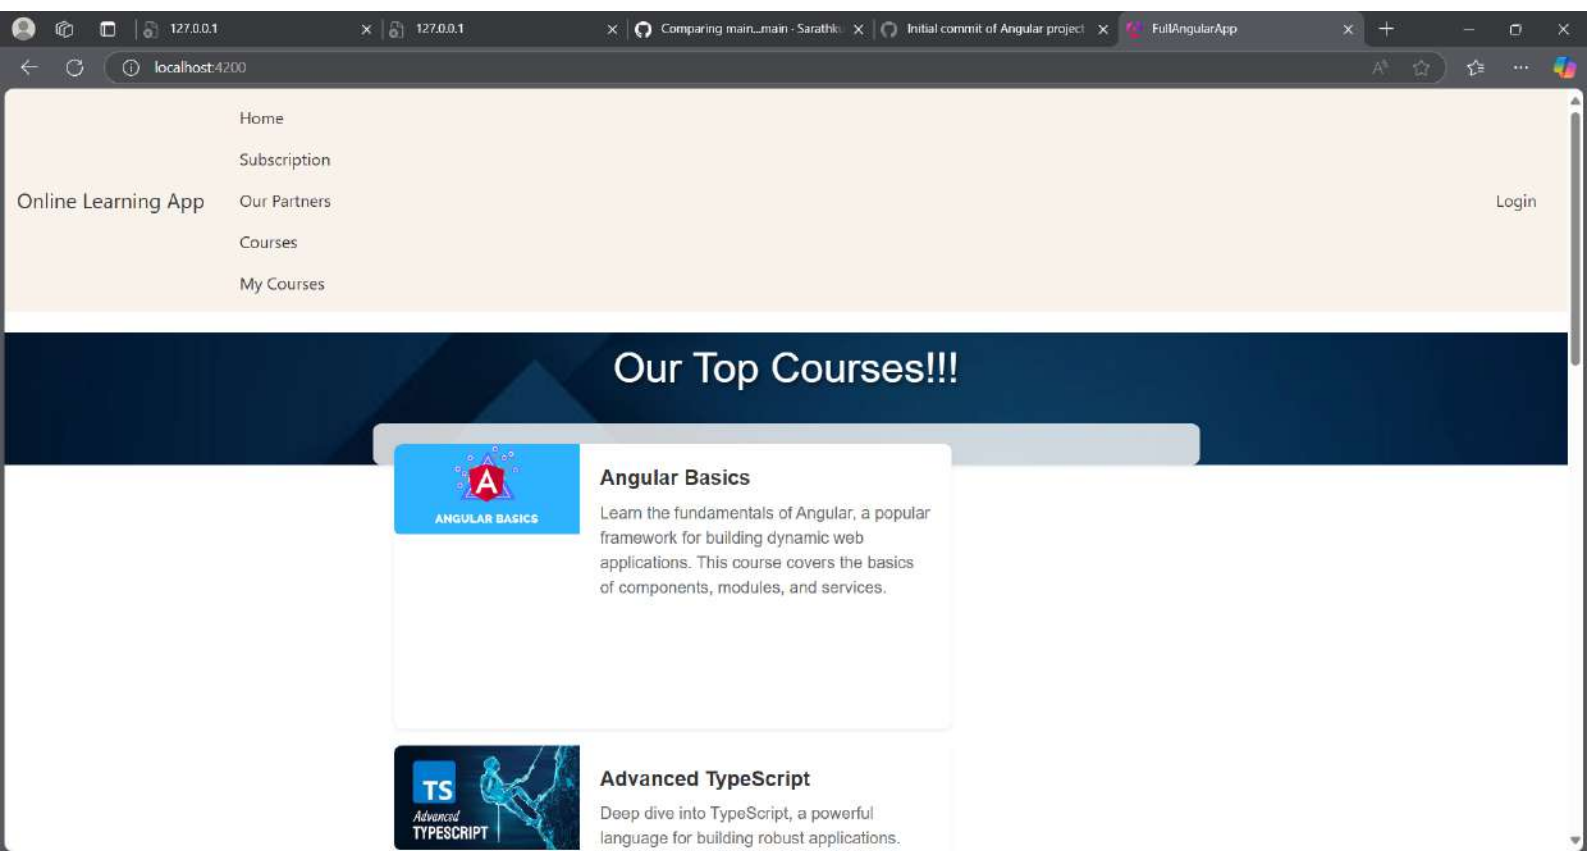 127.0.0.1
127.0.0.1
Comparing main...main · Sarathk
Initial commit of Angular project
FullAngularApp
localhost:4200
Home
Subscription
Online Learning App
Our Partners
Login
Courses
My Courses
Our Top Courses!!!
A
ANGULAR BASICS
Angular Basics
Learn the fundamentals of Angular, a popular
framework for building dynamic web
applications. This course covers the basics
of components, modules, and services.
TS
Advanced
TYPESCRIPT
Advanced TypeScript
Deep dive into TypeScript, a powerful
language for building robust applications.